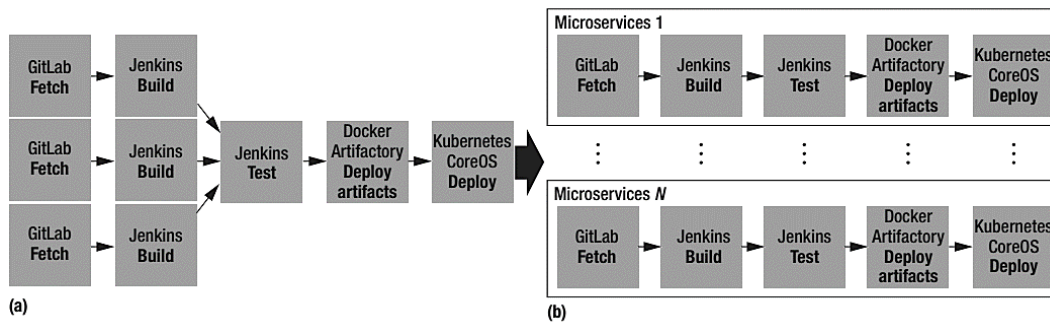 GitLab
Fetch
Jenkins
Build
GitLab
Fetch
Jenkins
Build
GitLab
Fetch
Jenkins
Build
Jenkins
Test
Docker
Artifactory
Deploy
artifacts
Kubernetes
CoreOS
Deploy
(a)
Microservices 1
GitLab
Fetch
Jenkins
Build
Jenkins
Test
Docker
Artifactory
Deploy
artifacts
Kubernetes
CoreOS
Deploy
Microservices N
GitLab
Fetch
Jenkins
Build
Jenkins
Test
Docker
Artifactory
Deploy
artifacts
Kubernetes
CoreOS
Deploy
(b)